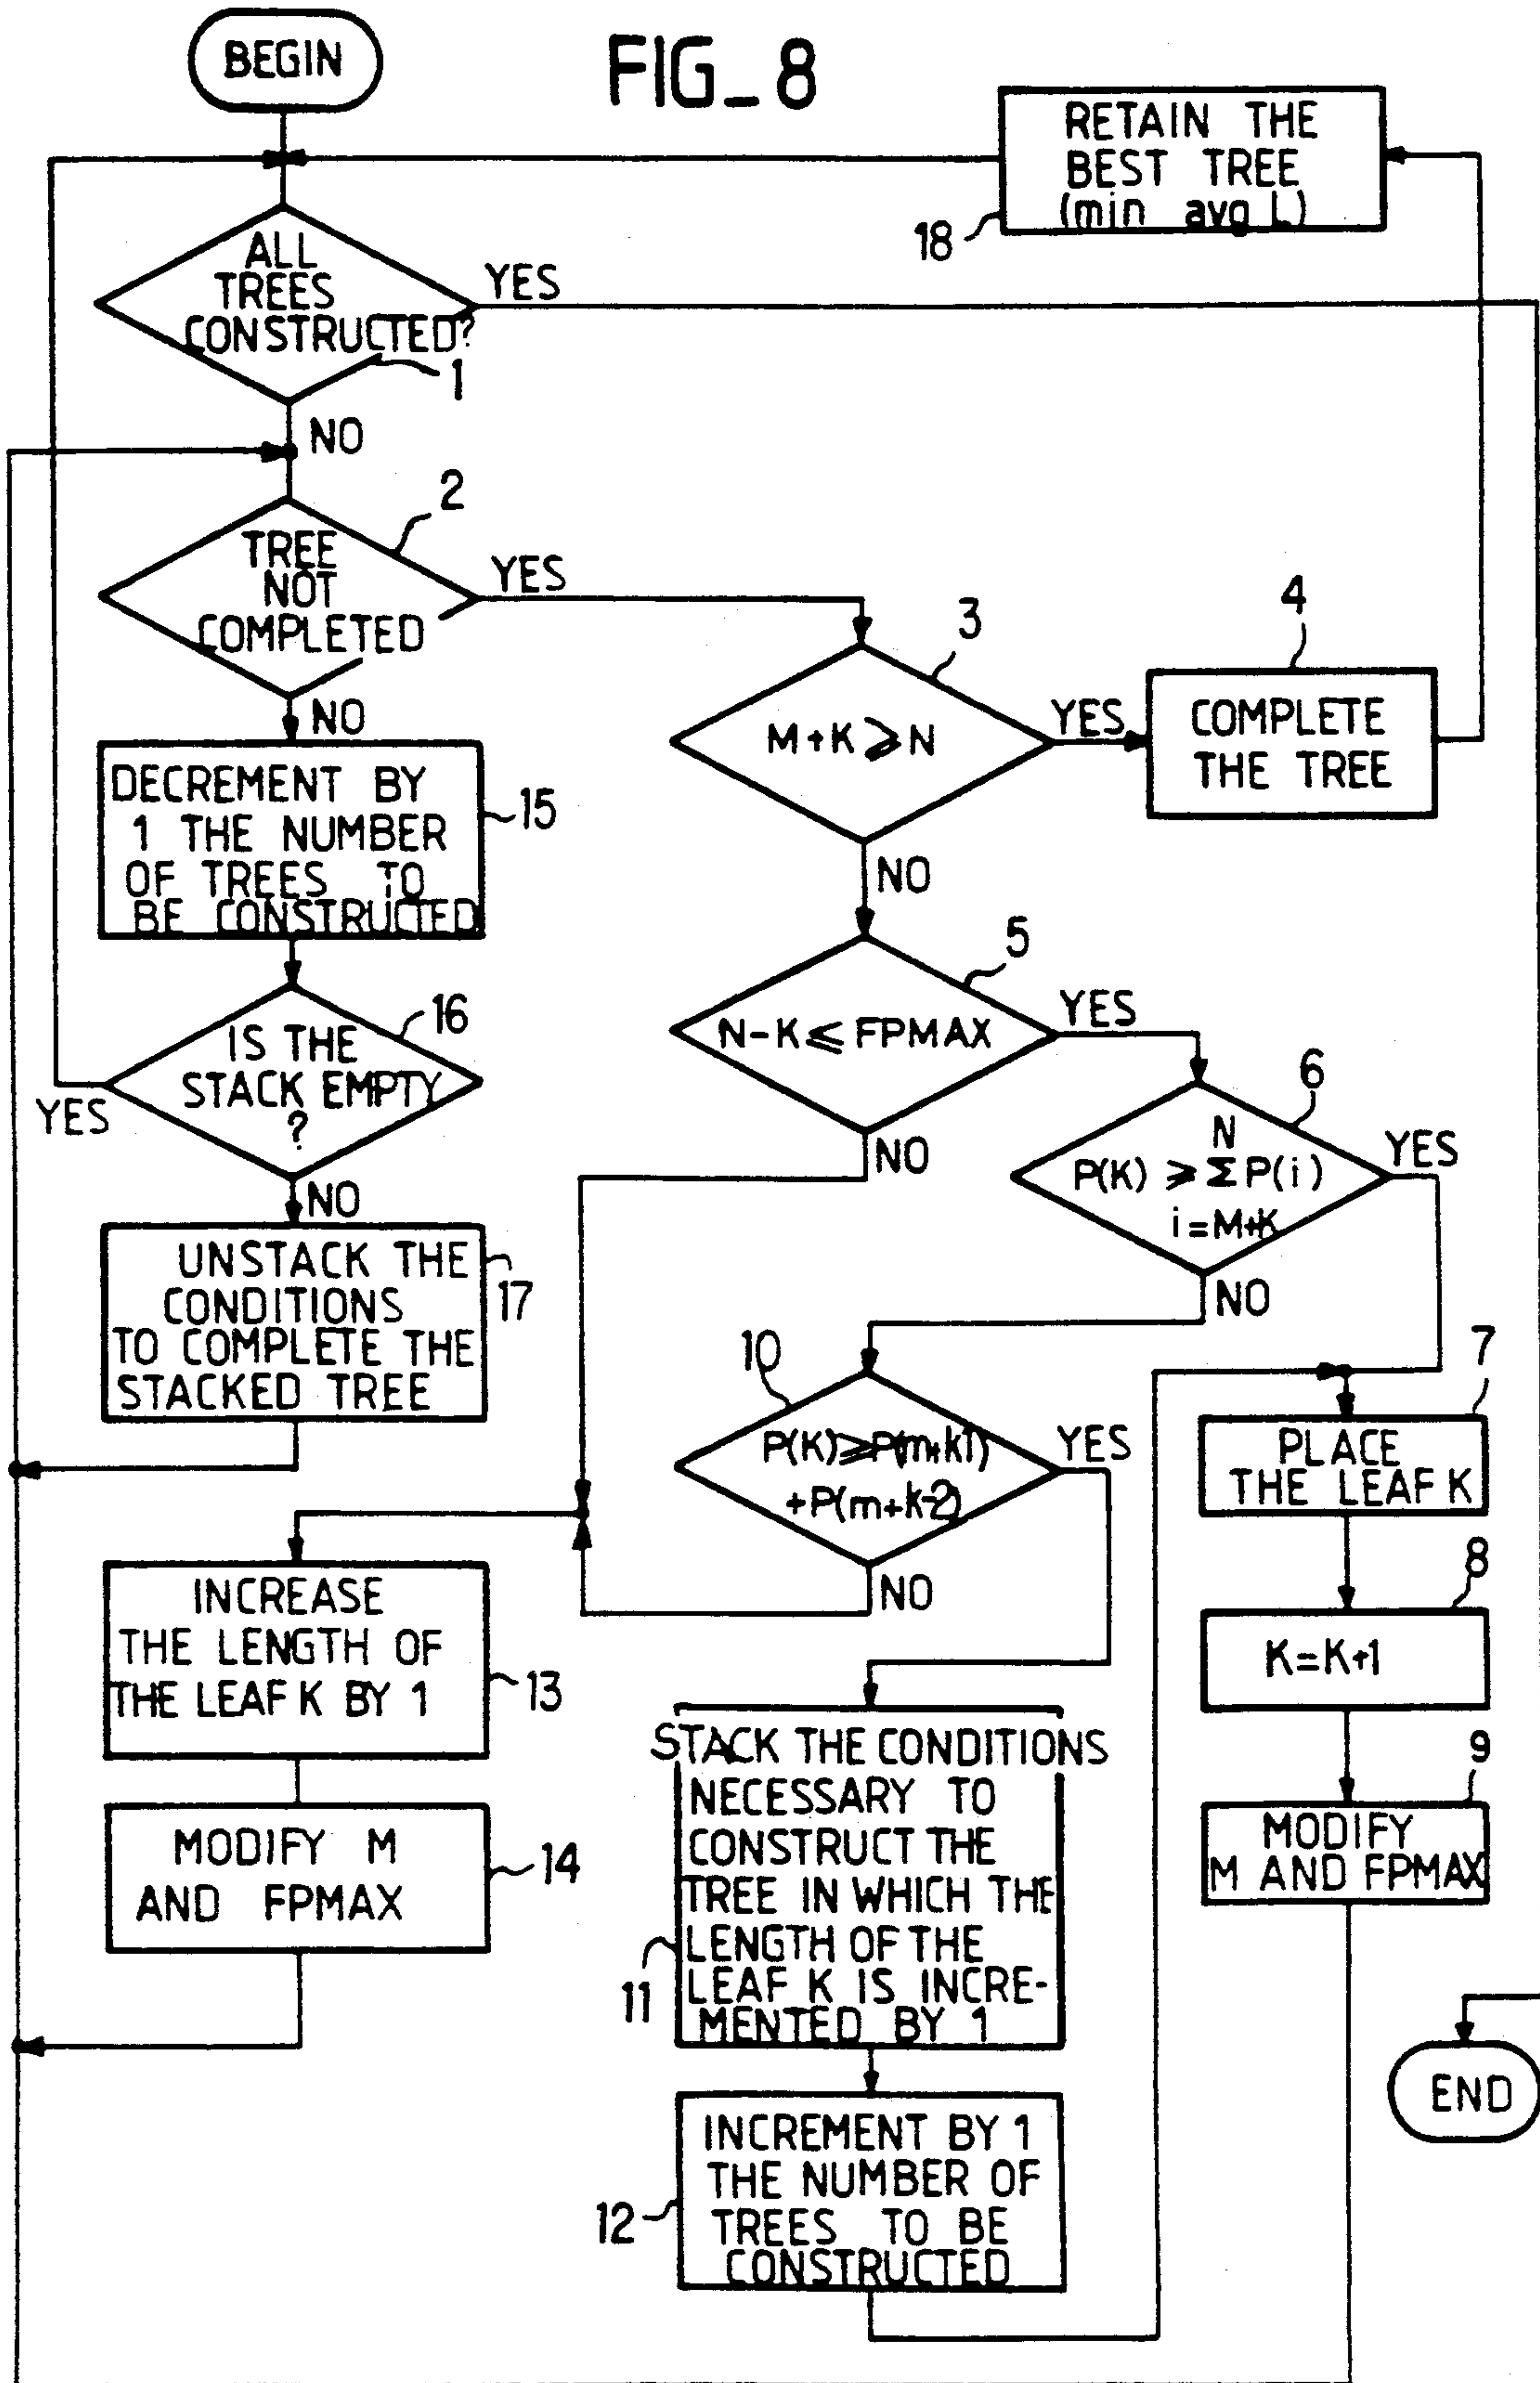 BEGIN
FIG_8
RETAIN THE
BEST TREE
(min avg L)
18
ALL
TREES
CONSTRUCTED?
YES
1
NO
2
TREE
NOT
COMPLETED
YES
NO
3
M+K⩾N
YES
NO
4
COMPLETE
THE TREE
DECREMENT BY
1 THE NUMBER
OF TREES TO
BE CONSTRUCTED
15
5
N-K⩽FPMAX
YES
NO
IS THE
STACK EMPTY
?
16
YES
NO
6
N
P(K) ⩾ Σ P(i)
i=M+K
YES
NO
UNSTACK THE
CONDITIONS
TO COMPLETE THE
STACKED TREE
17
10
P(K)⩾P(m+k1)
+P(m+k-2)
YES
NO
7
PLACE
THE LEAF K
8
K=K+1
9
MODIFY
M AND FPMAX
INCREASE
THE LENGTH OF
THE LEAF K BY 1
13
MODIFY M
AND FPMAX
14
STACK THE CONDITIONS
NECESSARY TO
CONSTRUCT THE
TREE IN WHICH THE
LENGTH OF THE
LEAF K IS INCRE-
MENTED BY 1
11
INCREMENT BY 1
THE NUMBER OF
TREES TO BE
CONSTRUCTED
12
END